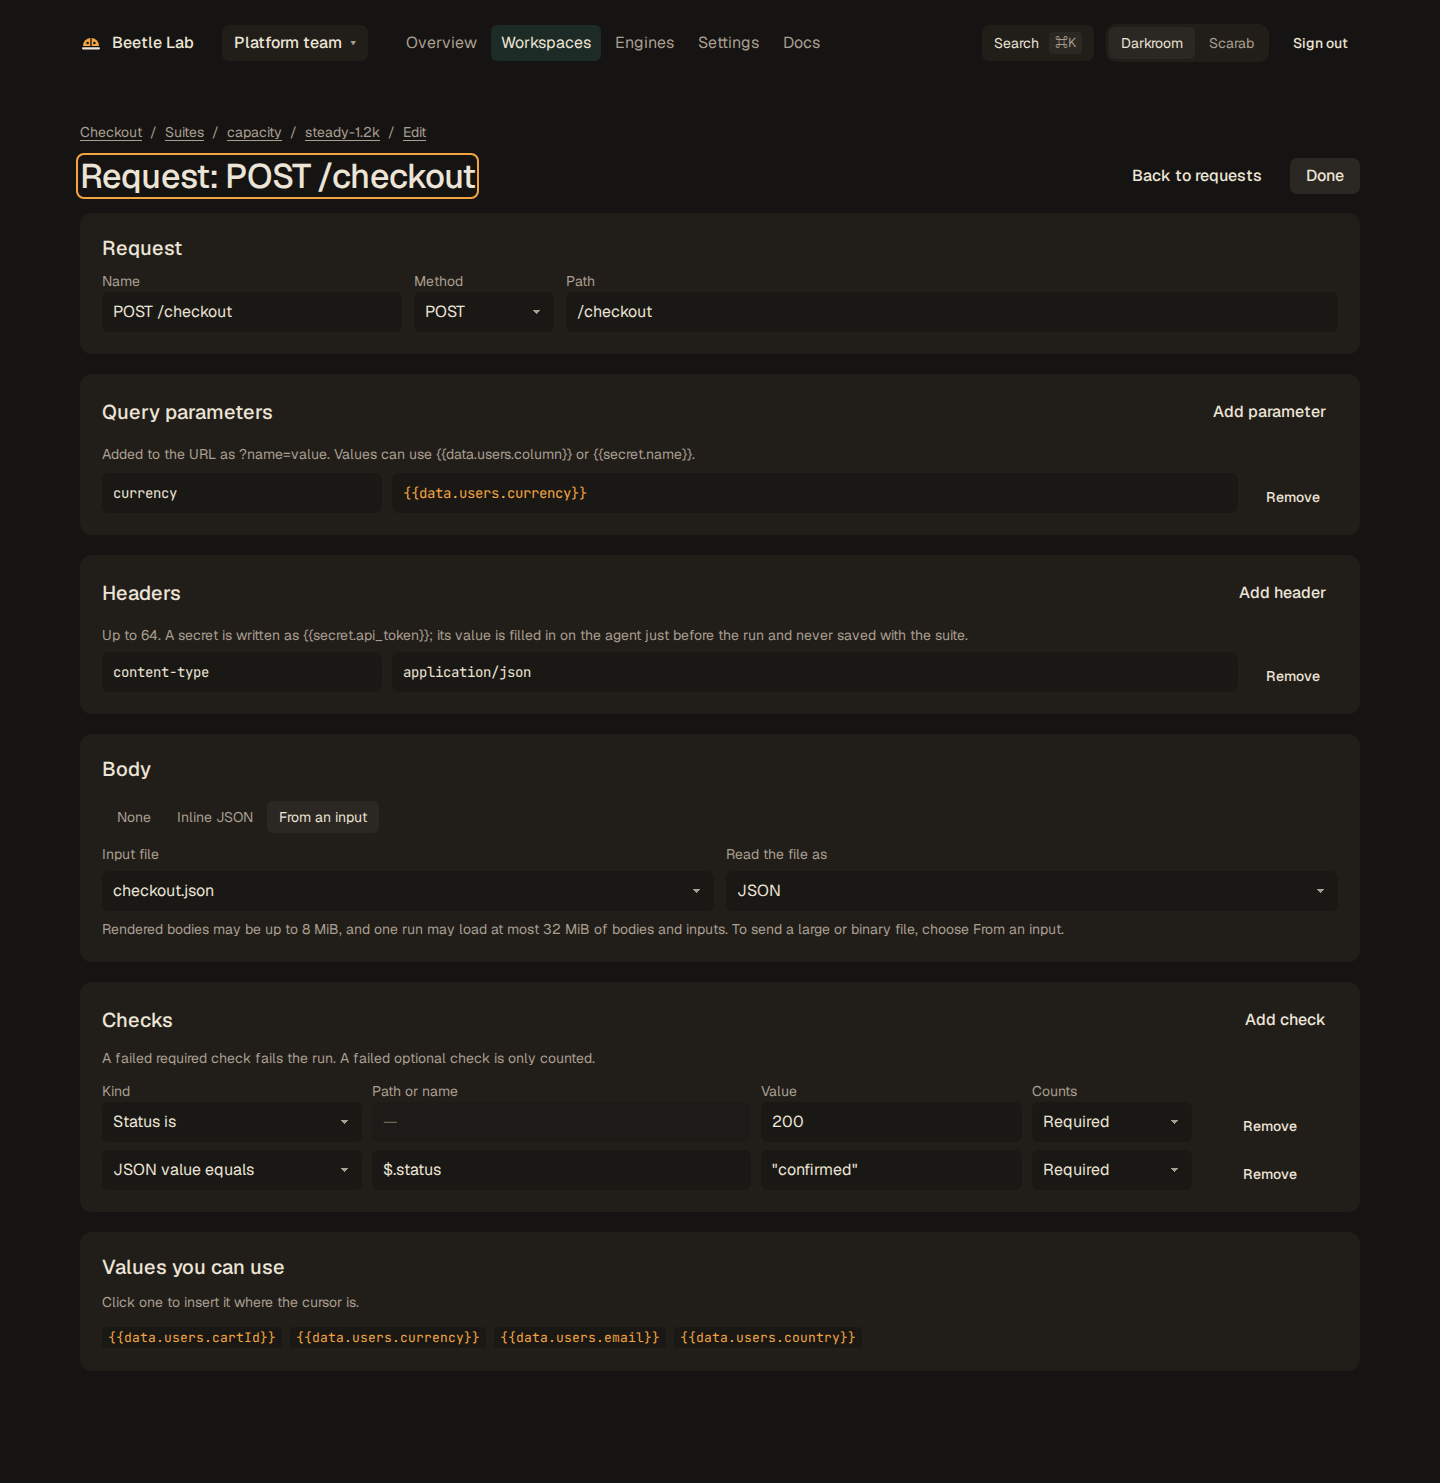 Beetle Lab Platform team Overview Workspaces Engines Settings Docs Search ⌘K Darkroom Scarab Sign out
Checkout / Suites / capacity / steady-1.2k / Edit
Request: POST /checkout Back to requests Done
Request
Name Method Path
POST /checkout POST /checkout
Query parameters Add parameter
Added to the URL as ?name=value. Values can use {{data.users.column}} or {{secret.name}}.
currency {{data.users.currency}} Remove
Headers Add header
Up to 64. A secret is written as {{secret.api_token}}; its value is filled in on the agent just before the run and never saved with the suite.
content-type application/json Remove
Body
None Inline JSON From an input
Input file Read the file as
checkout.json JSON
Rendered bodies may be up to 8 MiB, and one run may load at most 32 MiB of bodies and inputs. To send a large or binary file, choose From an input.
Checks Add check
A failed required check fails the run. A failed optional check is only counted.
Kind Path or name Value Counts
Status is — 200 Required Remove
JSON value equals $.status "confirmed" Required Remove
Values you can use
Click one to insert it where the cursor is.
{{data.users.cartId}} {{data.users.currency}} {{data.users.email}} {{data.users.country}}